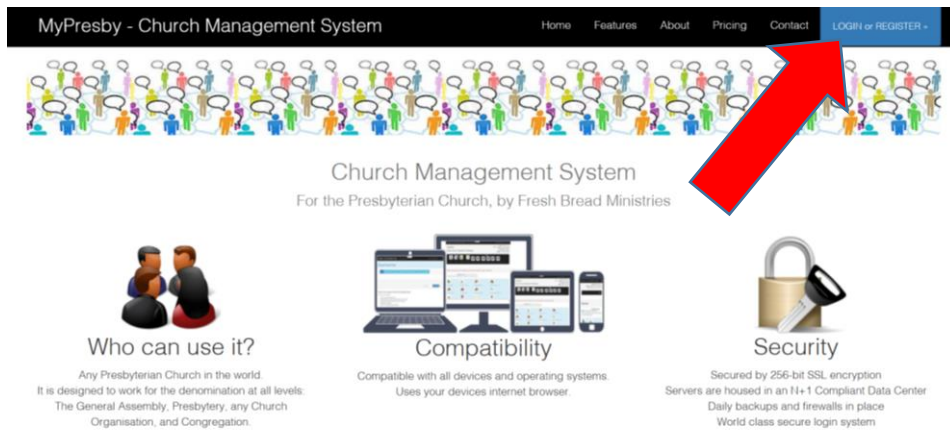 MyPresby - Church Management System
Home Features About Pricing Contact LOGIN or REGISTER »
Church Management System
For the Presbyterian Church, by Fresh Bread Ministries
Who can use it?
Any Presbyterian Church in the world.
It is designed to work for the denomination at all levels:
The General Assembly, Presbytery, any Church
Organisation, and Congregation.
Compatibility
Compatible with all devices and operating systems.
Uses your devices internet browser.
Security
Secured by 256-bit SSL encryption
Servers are housed in an N+1 Compliant Data Center
Daily backups and firewalls in place
World class secure login system